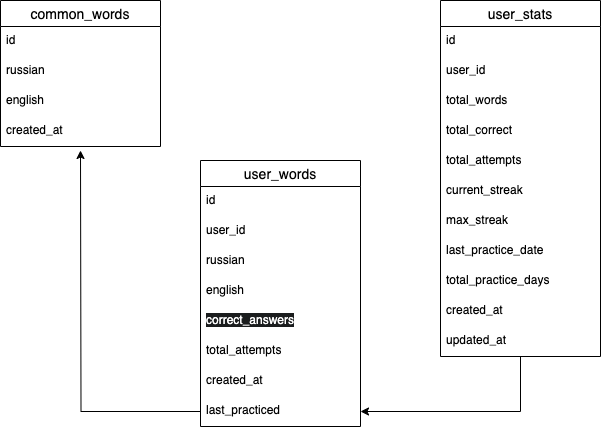 common_words
id
russian
english
created_at
user_words
id
user_id
russian
english
correct_answers
total_attempts
created_at
last_practiced
user_stats
id
user_id
total_words
total_correct
total_attempts
current_streak
max_streak
last_practice_date
total_practice_days
created_at
updated_at